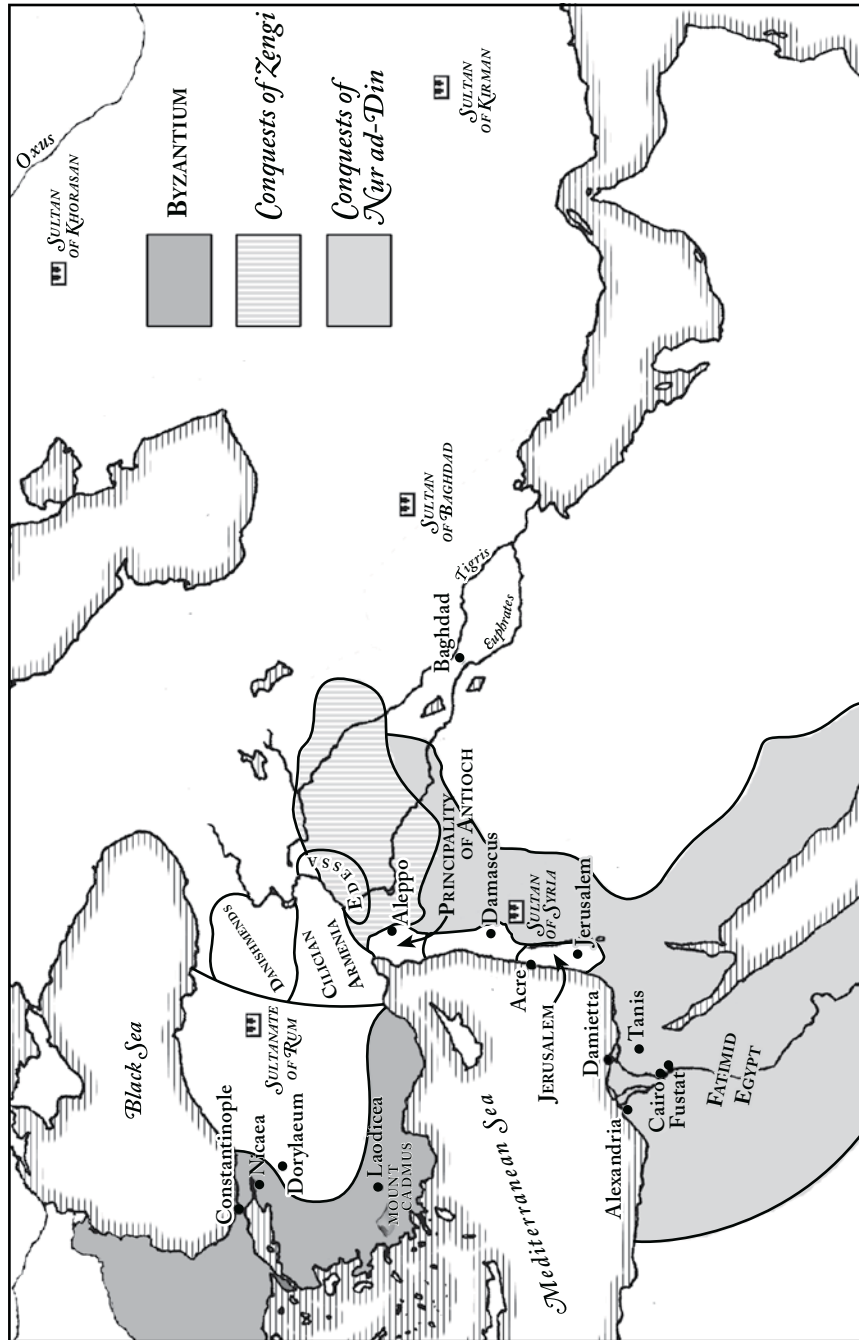 Oxus
SULTAN
OF KHORASAN
BYZANTIUM
Conquests of Zengi
Conquests of
Nur ad-Din
SULTAN
OF KIRMAN
SULTAN
OF BAGHDAD
Black Sea
Constantinople
Nicaea
Dorylaeum
SULTANATE
OF RUM
DANISHMENDS
CILICIAN
ARMENIA
EDESSA
Laodicea
MOUNT
CADMUS
Aleppo
PRINCIPALITY
OF ANTIOCH
Baghdad
Tigris
Euphrates
Damascus
SULTAN
OF SYRIA
Mediterranean Sea
Acre
Jerusalem
JERUSALEM
Damietta
Tanis
Alexandria
Cairo
Fustat
FATIMID
EGYPT